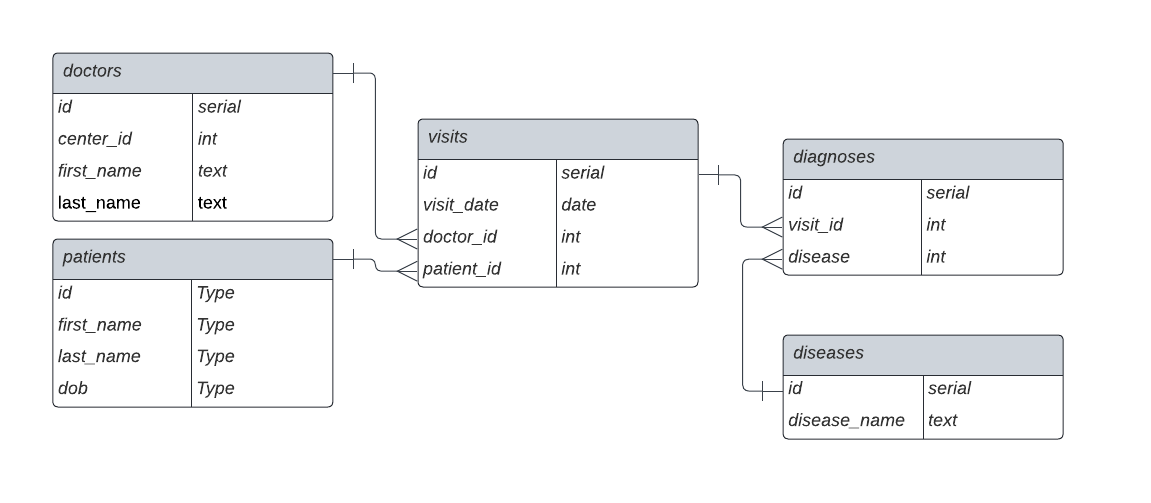 doctors
id serial
center_id int
first_name text
last_name text
patients
id Type
first_name Type
last_name Type
dob Type
visits
id serial
visit_date date
doctor_id int
patient_id int
diagnoses
id serial
visit_id int
disease int
diseases
id serial
disease_name text